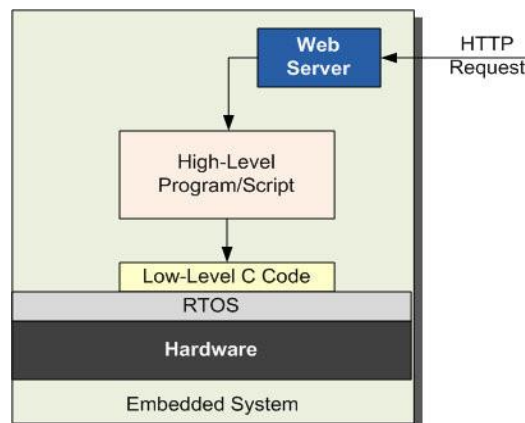 Web
Server
HTTP
Request
High-Level
Program/Script
Low-Level C Code
RTOS
Hardware
Embedded System